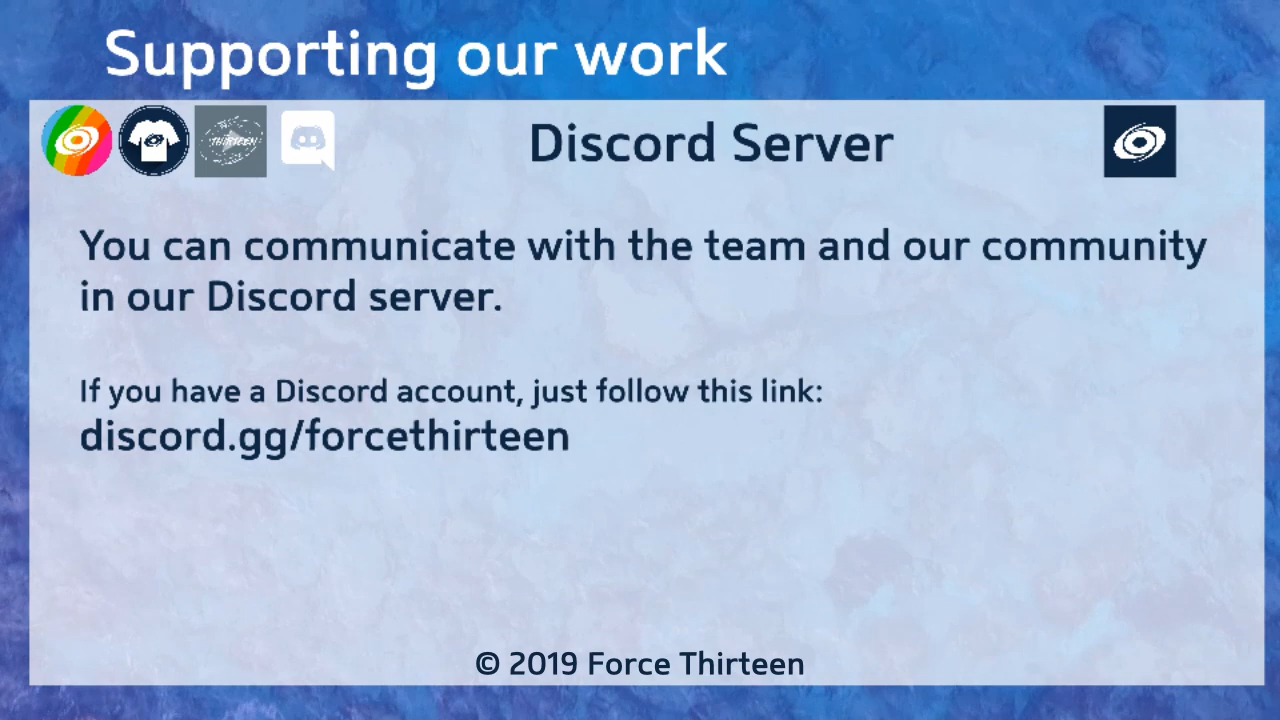 Supporting our work
THIRTEEN
Discord Server
You can communicate with the team and our community
in our Discord server.
If you have a Discord account, just follow this link:
discord.gg/forcethirteen
© 2019 Force Thirteen